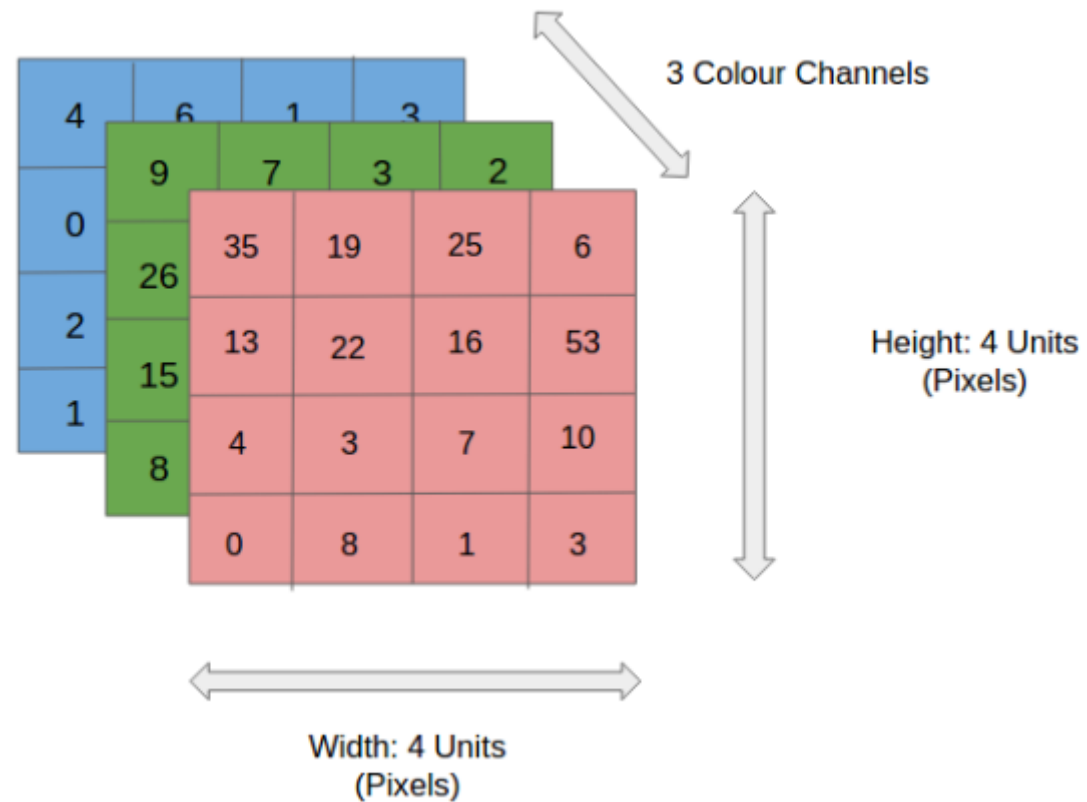 3 Colour Channels
4 6 1 3
9 7 3 2
0
35 19 25 6
26
2
13 22 16 53
15
1
4 3 7 10
8
0 8 1 3
Height: 4 Units
(Pixels)
Width: 4 Units
(Pixels)